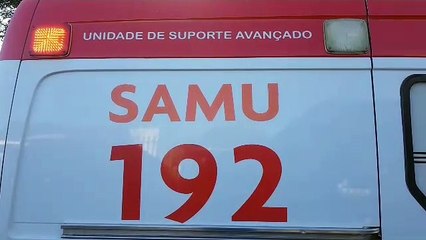 UNIDADE DE SUPORTE AVANÇADO
SAMU
192